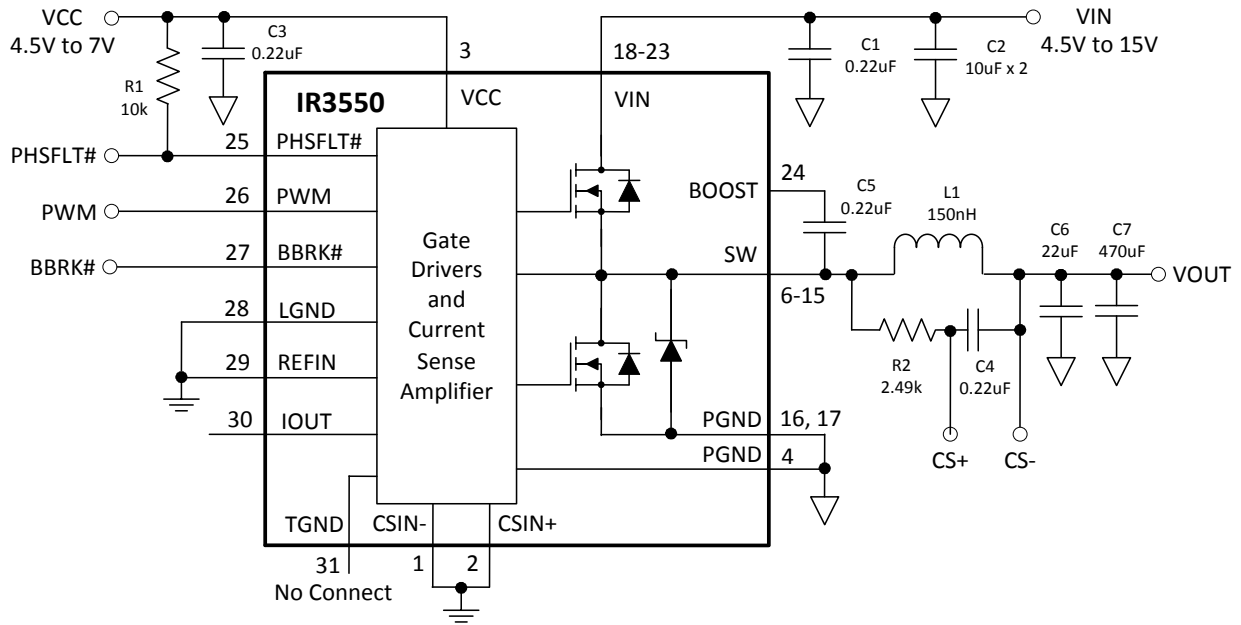 VCC
4.5V to 7V
C3
0.22uF
R1
10k
3
18-23
C1
0.22uF
C2
10uF x 2
VIN
4.5V to 15V
IR3550
VCC
VIN
PHSFLT#
25
PHSFLT#
PWM
26
PWM
BBRK#
27
BBRK#
28
LGND
29
REFIN
30
IOUT
Gate
Drivers
and
Current
Sense
Amplifier
BOOST
24
C5
0.22uF
L1
150nH
C6
22uF
C7
470uF
SW
6-15
VOUT
R2
2.49k
C4
0.22uF
PGND
16, 17
PGND
4
CS+
CS-
TGND
CSIN-
CSIN+
31
1
2
No Connect